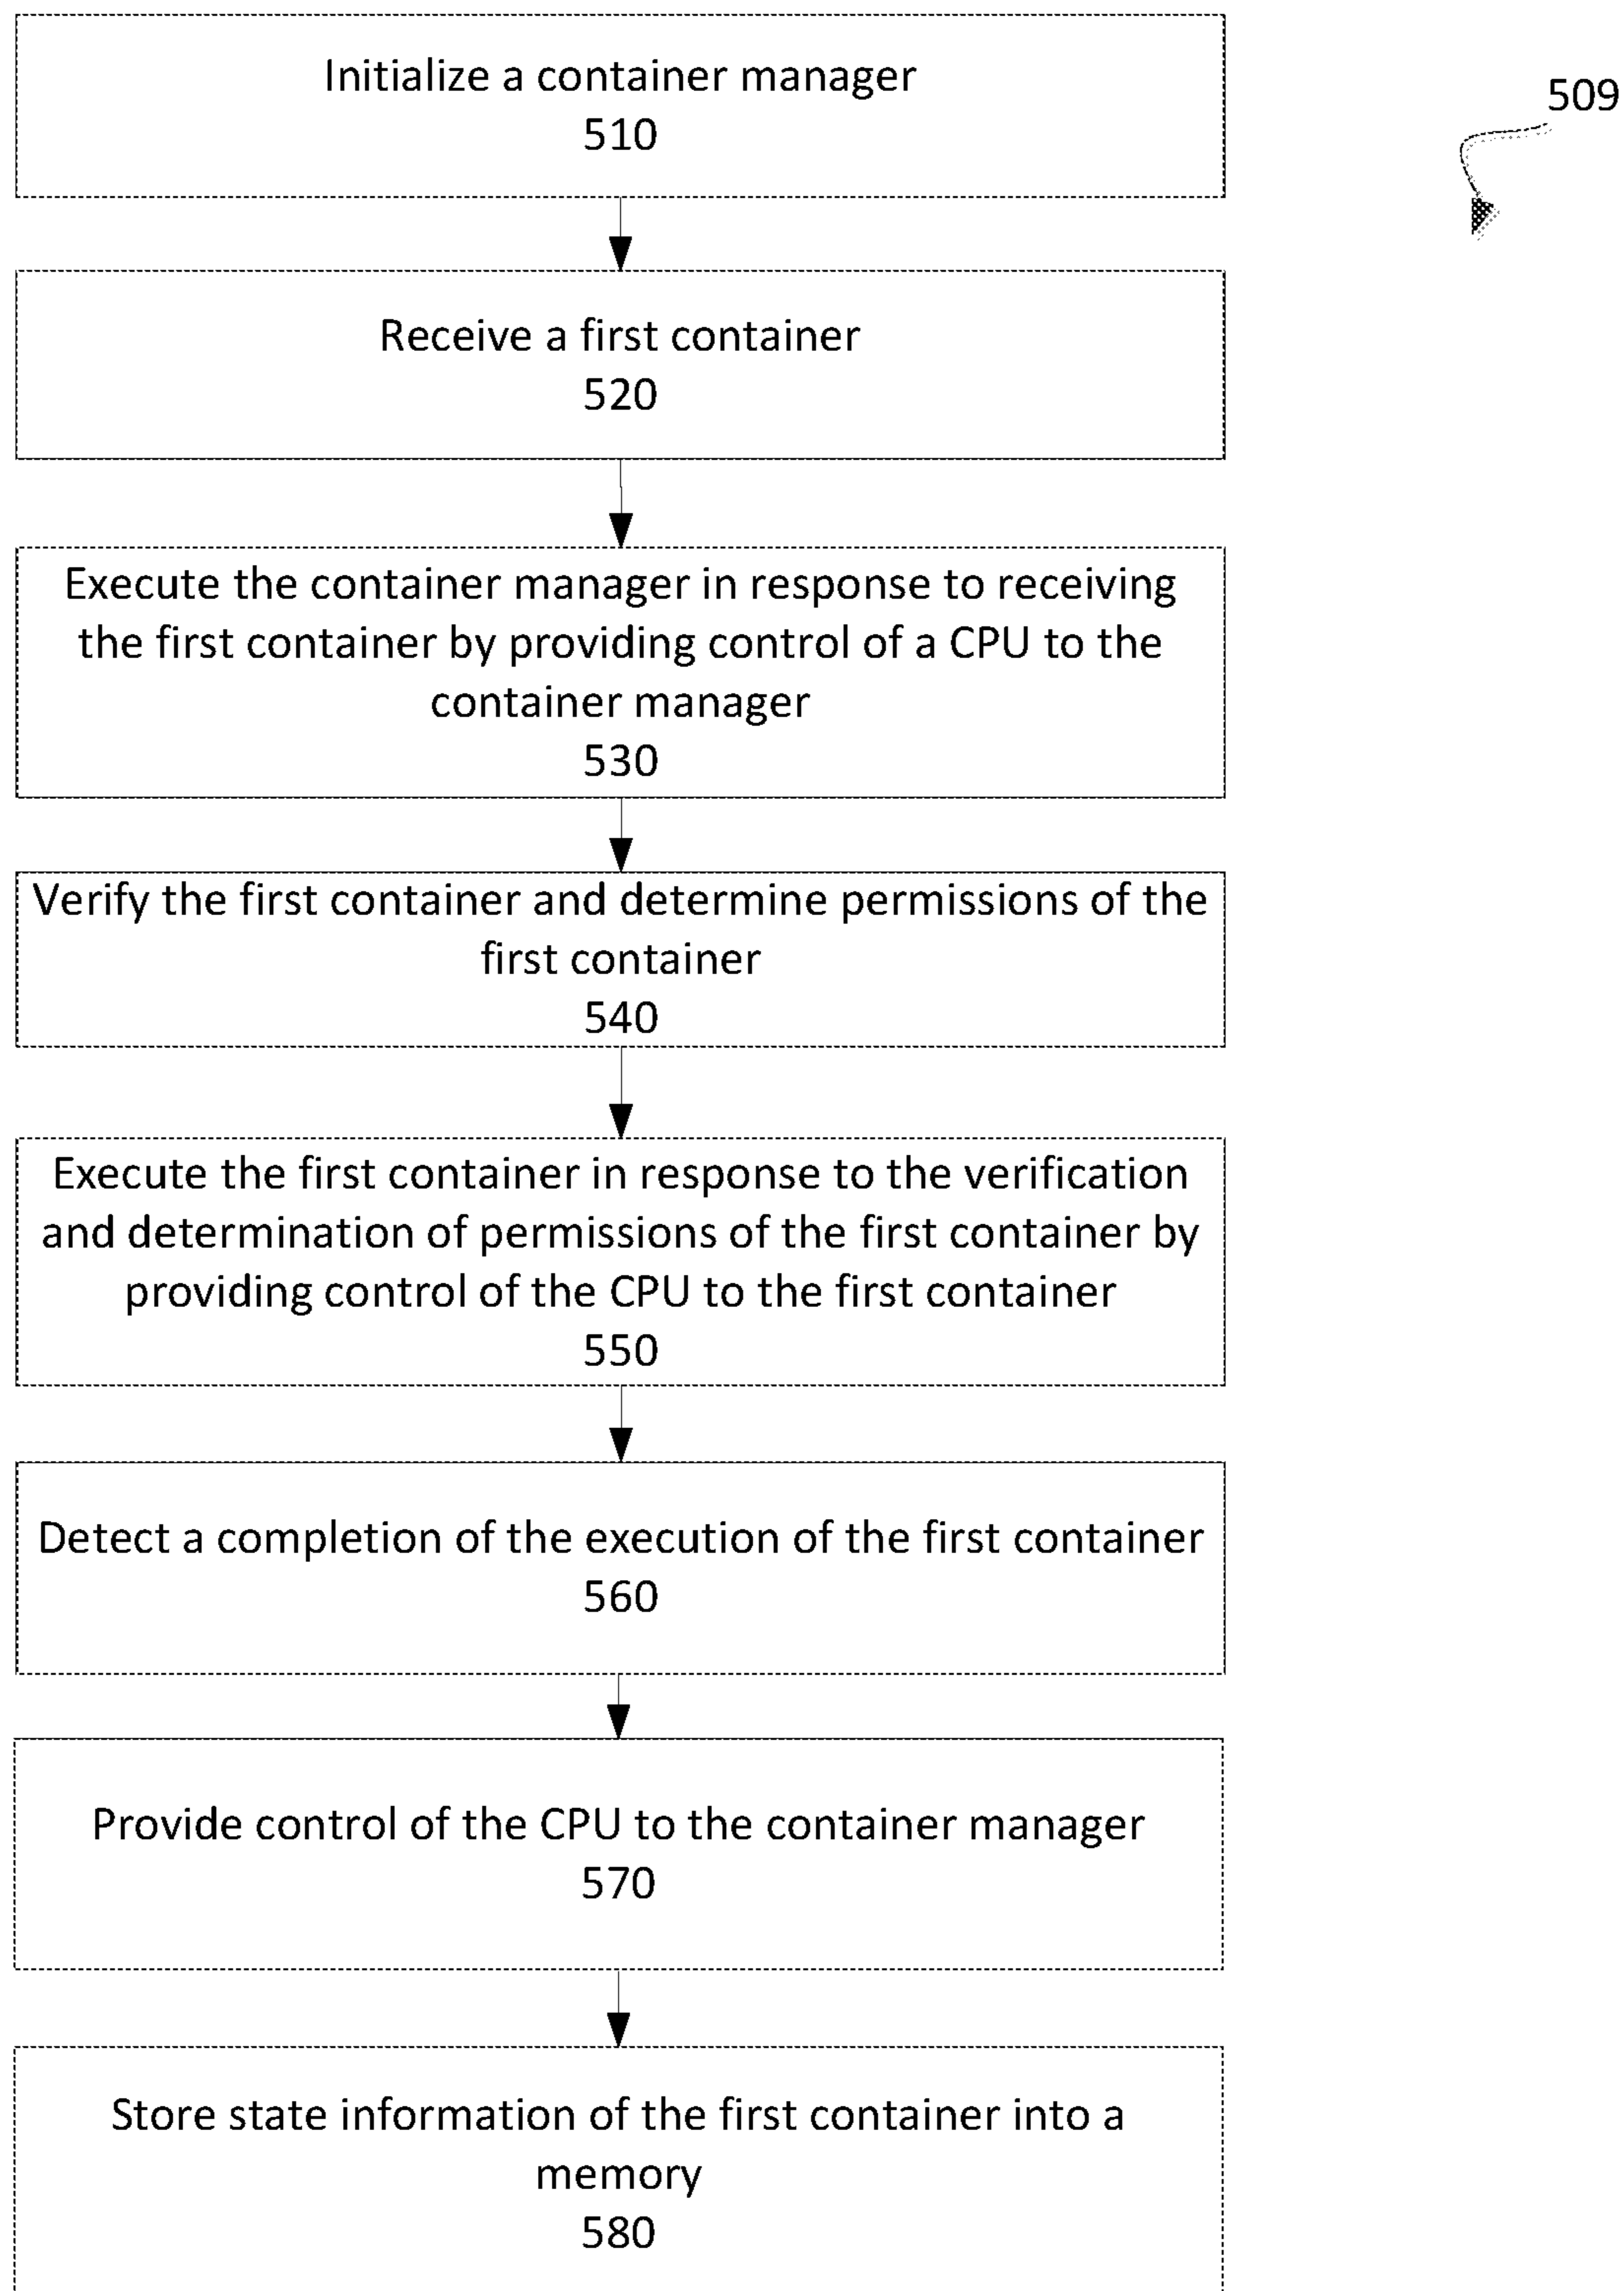 Initialize a container manager
510
509
Receive a first container
520
Execute the container manager in response to receiving
the first container by providing control of a CPU to the
container manager
530
Verify the first container and determine permissions of the
first container
540
Execute the first container in response to the verification
and determination of permissions of the first container by
providing control of the CPU to the first container
550
Detect a completion of the execution of the first container
560
Provide control of the CPU to the container manager
570
Store state information of the first container into a
memory
580